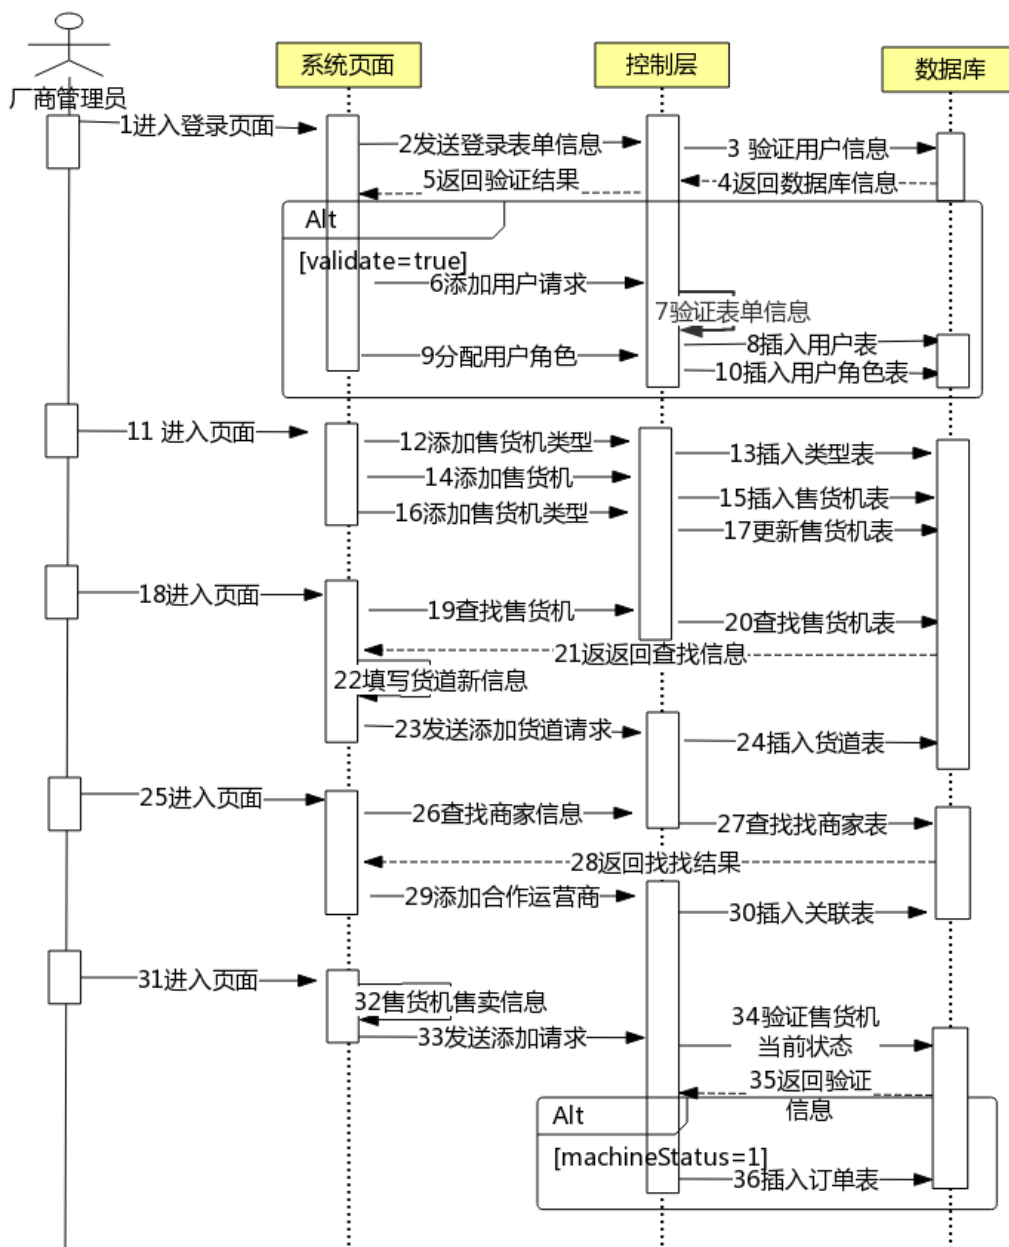 厂商管理员
系统页面
控制层
数据库
1进入登录页面
2发送登录表单信息
3 验证用户信息
4返回数据库信息
5返回验证结果
Alt
[validate=true]
6添加用户请求
7验证表单信息
8插入用户表
9分配用户角色
10插入用户角色表
11 进入页面
12添加售货机类型
13插入类型表
14添加售货机
15插入售货机表
16添加售货机类型
17更新售货机表
18进入页面
19查找售货机
20查找售货机表
21返返回查找信息
22填写货道新信息
23发送添加货道请求
24插入货道表
25进入页面
26查找商家信息
27查找找商家表
28返回找找结果
29添加合作运营商
30插入关联表
31进入页面
32售货机售卖信息
33发送添加请求
34验证售货机
当前状态
35返回验证
信息
Alt
[machineStatus=1]
36插入订单表